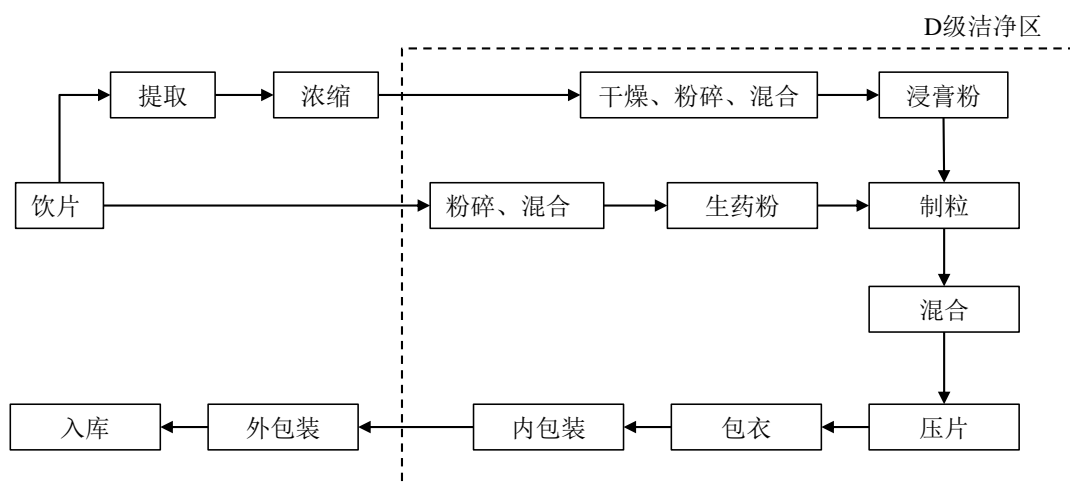 D级洁净区
提取
浓缩
干燥、粉碎、混合
浸膏粉
饮片
粉碎、混合
生药粉
制粒
混合
入库
外包装
内包装
包衣
压片